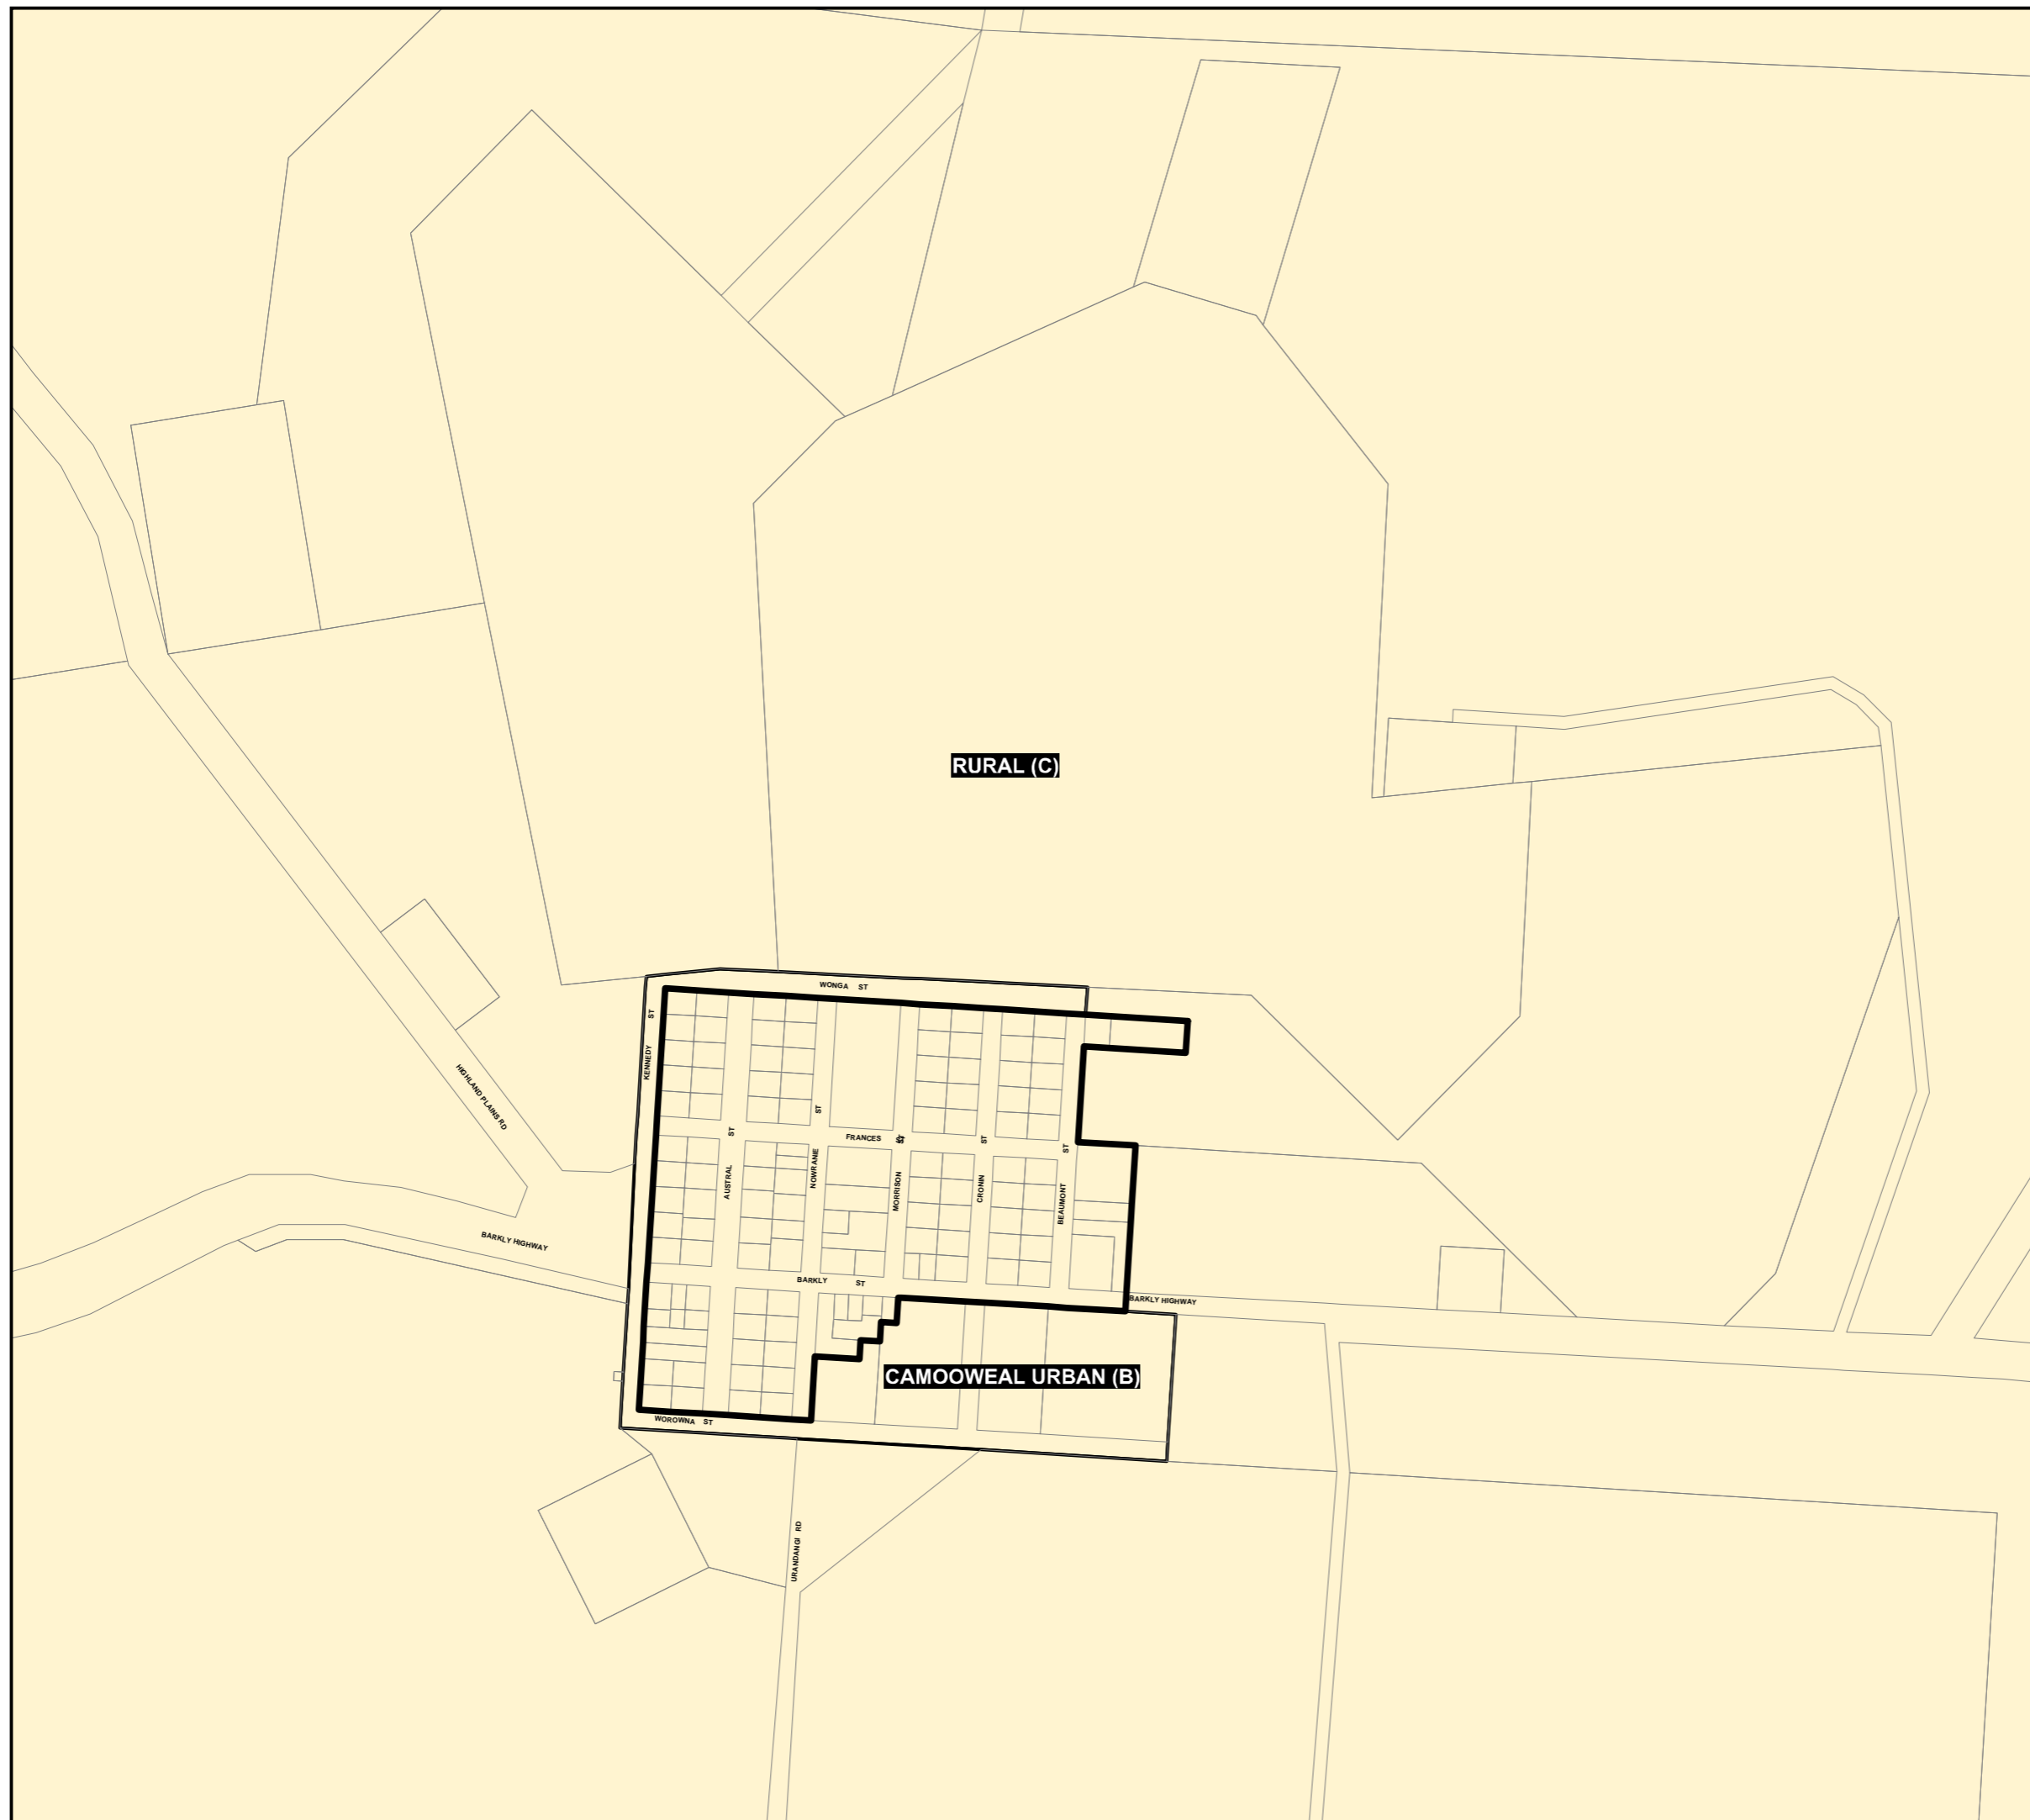 RURAL (C)
WONGA ST
KENNEDY ST
HIGHLAND PLAINS RD
FRANCES ST
AUSTRAL ST
NOWRANIE ST
MORRISON ST
CRONIN ST
BEAUMONT ST
BARKLY HIGHWAY
BARKLY ST
BARKLY HIGHWAY
CAMOOWEAL URBAN (B)
WOROWNA ST
URANDANGI RD